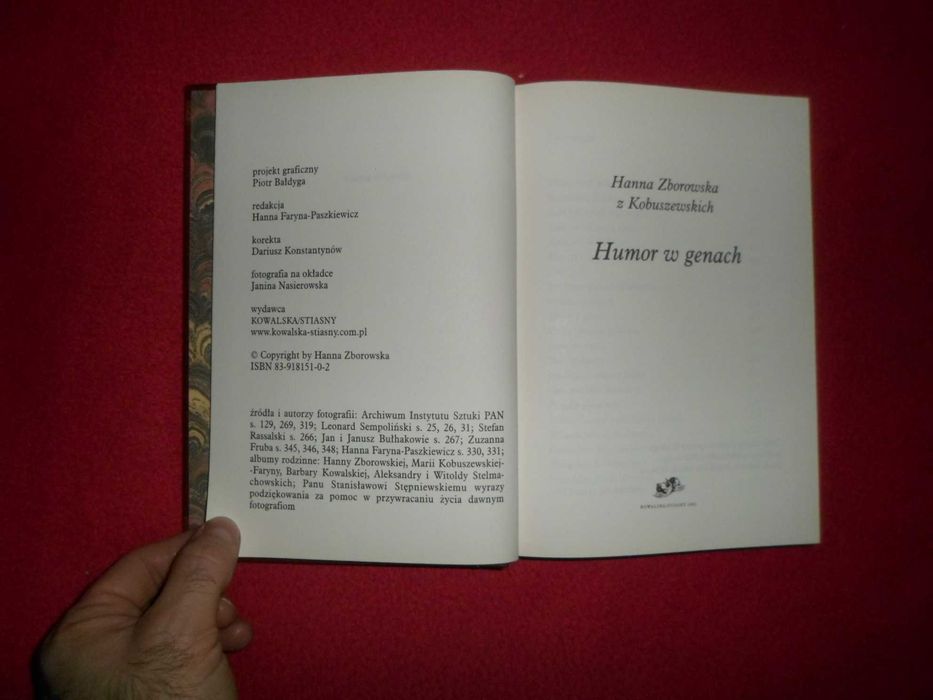 projekt graficzny
Piotr Bałdyga
redakcja
Hanna Faryna-Paszkiewicz
korekta
Dariusz Konstantynów
fotografia na okładce
Janina Nasierowska
wydawca
KOWALSKA/STIASNY
www.kowalska-stiasny.com.pl
© Copyright by Hanna Zborowska
ISBN 83-918151-0-2
źródła i autorzy fotografii: Archiwum Instytutu Sztuki PAN
s. 129, 269, 319; Leonard Sempoliński s. 25, 26, 31; Stefan
Rassalski s. 266; Jan i Janusz Bułhakowie s. 267; Zuzanna
Fruba s. 345, 346, 348; Hanna Faryna-Paszkiewicz s. 330, 331;
albumy rodzinne: Hanny Zborowskiej, Marii Kobuszewskiej-
-Faryny, Barbary Kowalskiej, Aleksandry i Witoldy Stelma-
chowskich; Panu Stanisławowi Stępniewskiemu wyrazy
podziękowania za pomoc w przywracaniu życia dawnym
fotografiom
Hanna Zborowska
z Kobuszewskich
Humor w genach
KOWALSKA/STIASNY